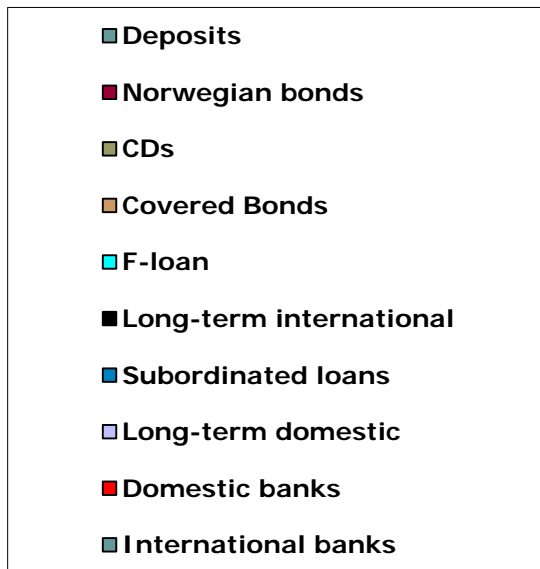 Deposits
Norwegian bonds
CDs
Covered Bonds
F-loan
Long-term international
Subordinated loans
Long-term domestic
Domestic banks
International banks